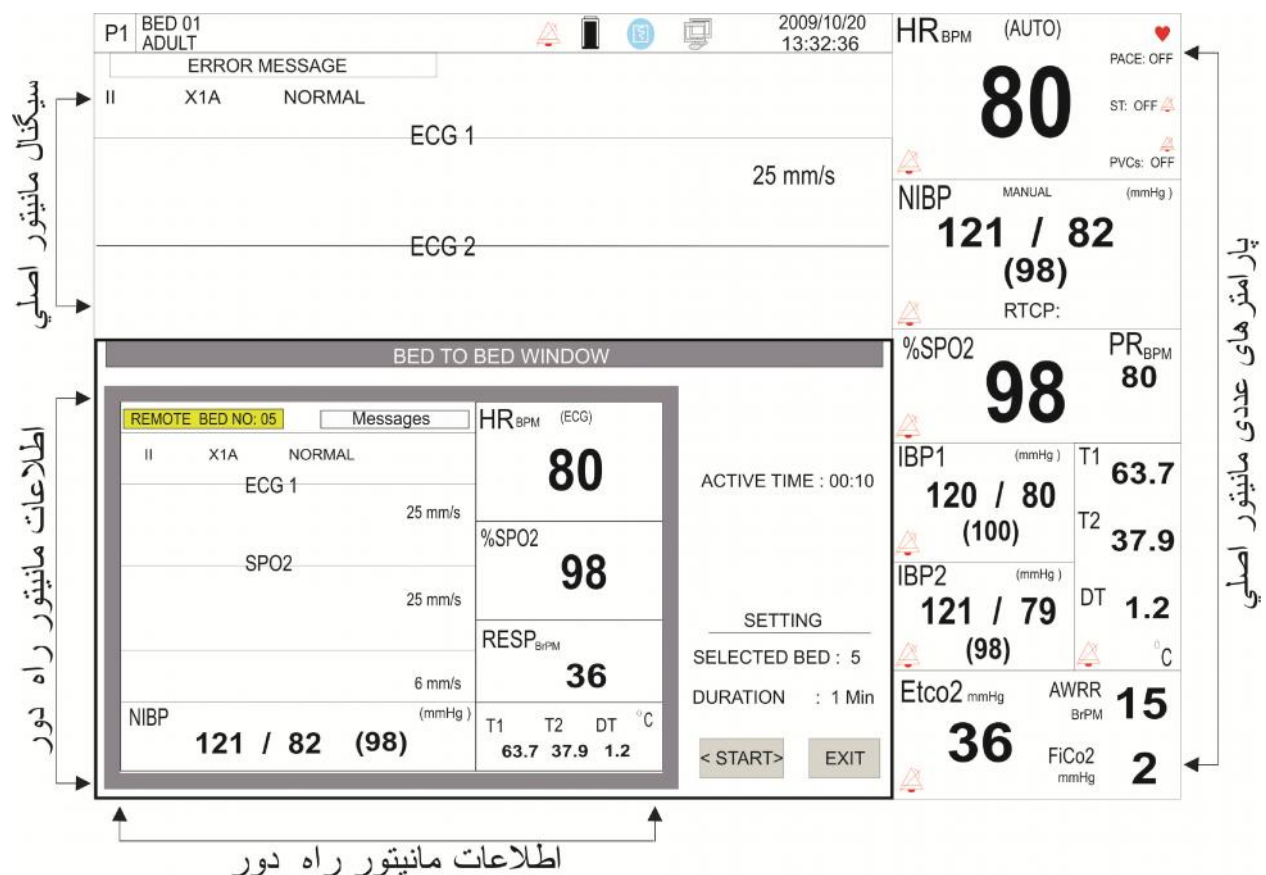 P1 BED 01 2009/10/20
ADULT 13:32:36
ERROR MESSAGE
II X1A NORMAL
ECG 1
25 mm/s
ECG 2
سیگنال مانیتور اصلي
HR BPM (AUTO)
PACE: OFF
80
ST: OFF
PVCs: OFF
NIBP MANUAL (mmHg)
121 / 82
(98)
RTCP:
%SPO2 PR BPM
98 80
IBP1 (mmHg) T1
120 / 80 63.7
(100) T2
37.9
IBP2 (mmHg)
121 / 79 DT 1.2
(98) °C
Etco2 mmHg AWRR BrPM 15
36 FiCo2 mmHg 2
پارامترهای عددی مانیتور اصلي
BED TO BED WINDOW
REMOTE BED NO: 05 Messages
II X1A NORMAL
ECG 1
25 mm/s
SPO2
25 mm/s
6 mm/s
NIBP (mmHg)
121 / 82 (98)
HR BPM (ECG)
80
%SPO2
98
RESP BrPM
36
T1 T2 DT °C
63.7 37.9 1.2
ACTIVE TIME : 00:10
SETTING
SELECTED BED : 5
DURATION : 1 Min
< START> EXIT
اطلاعات مانیتور راه دور
اطلاعات مانیتور راه دور